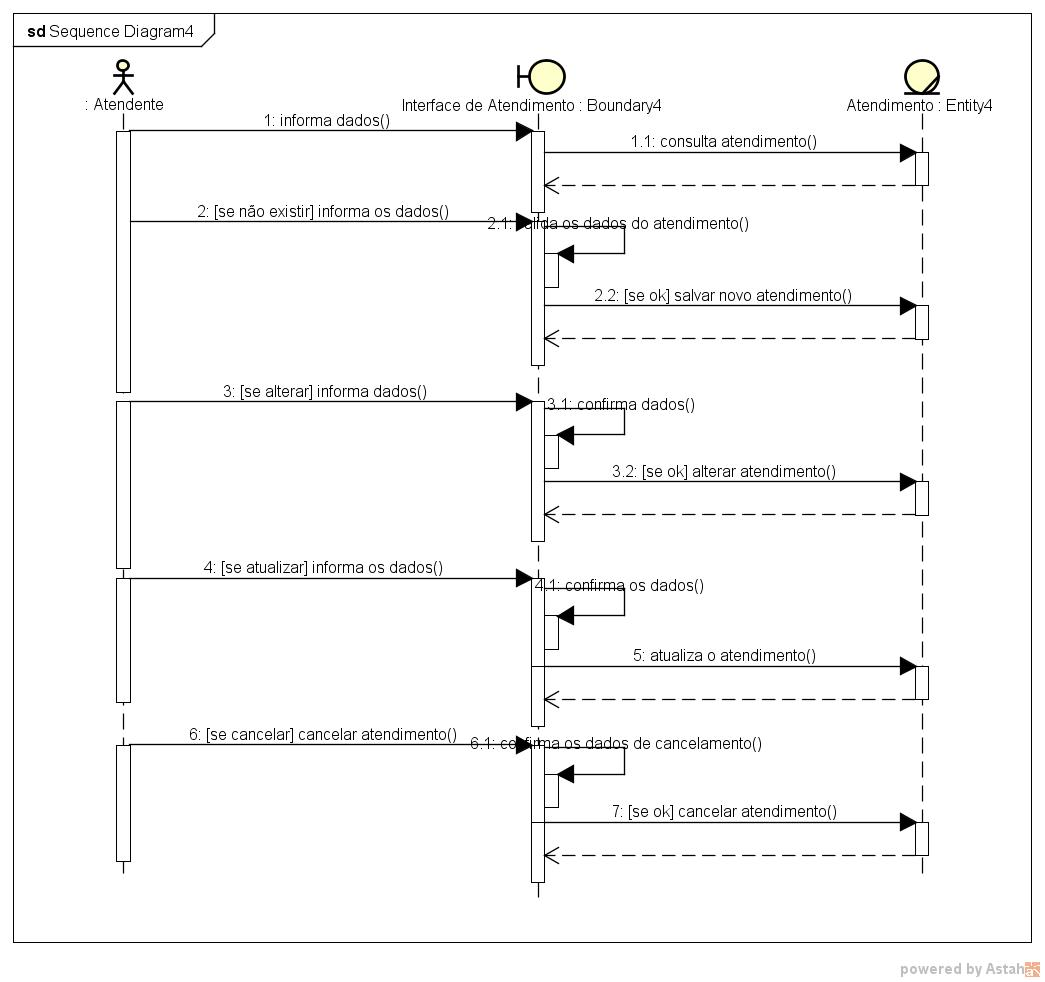 sd Sequence Diagram4
: Atendente
Interface de Atendimento : Boundary4
Atendimento : Entity4
1: informa dados()
1.1: consulta atendimento()
2: [se não existir] informa os dados()
2.1: valida os dados do atendimento()
2.2: [se ok] salvar novo atendimento()
3: [se alterar] informa dados()
3.1: confirma dados()
3.2: [se ok] alterar atendimento()
4: [se atualizar] informa os dados()
4.1: confirma os dados()
5: atualiza o atendimento()
6: [se cancelar] cancelar atendimento()
6.1: confirma os dados de cancelamento()
7: [se ok] cancelar atendimento()
powered by Astah